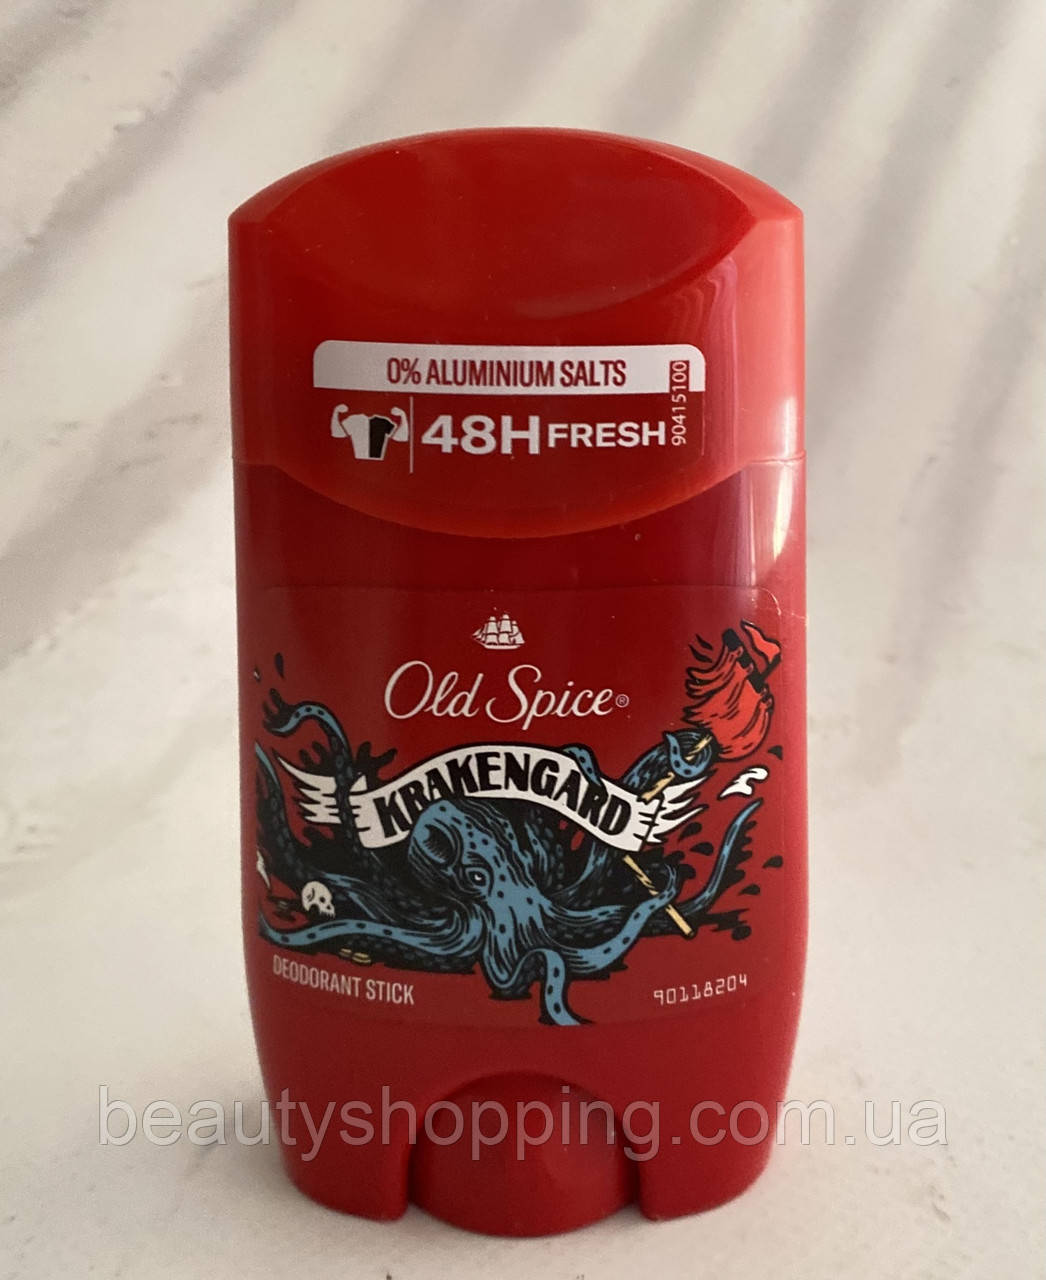 0% ALUMINIUM SALTS
48H FRESH
90415100
Old Spice®
KRAKENGARD
DEODORANT STICK
90118204
beautyshopping.com.ua